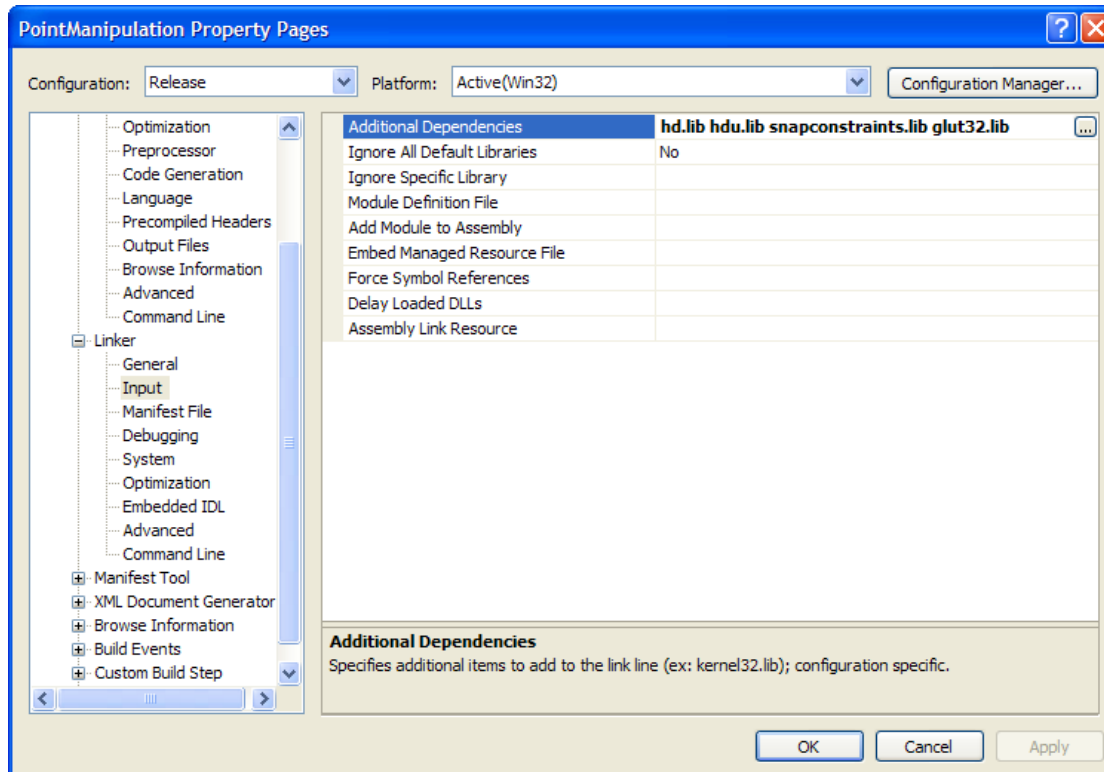 PointManipulation Property Pages
Configuration: Release Platform: Active(Win32) Configuration Manager...
Optimization
Preprocessor
Code Generation
Language
Precompiled Headers
Output Files
Browse Information
Advanced
Command Line
Linker
General
Input
Manifest File
Debugging
System
Optimization
Embedded IDL
Advanced
Command Line
Manifest Tool
XML Document Generator
Browse Information
Build Events
Custom Build Step
Additional Dependencies hd.lib hdu.lib snapconstraints.lib glut32.lib ...
Ignore All Default Libraries No
Ignore Specific Library
Module Definition File
Add Module to Assembly
Embed Managed Resource File
Force Symbol References
Delay Loaded DLLs
Assembly Link Resource
Additional Dependencies
Specifies additional items to add to the link line (ex: kernel32.lib); configuration specific.
OK Cancel Apply